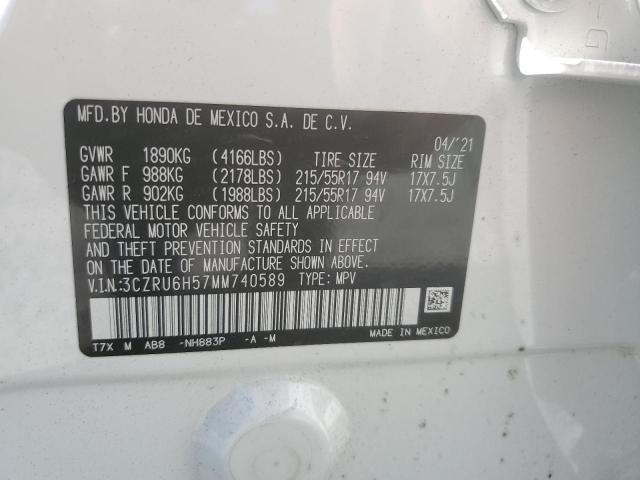 MFD.BY HONDA DE MEXICO S.A. DE C.V.
04/'21
GVWR 1890KG (4166LBS) TIRE SIZE RIM SIZE
GAWR F 988KG (2178LBS) 215/55R17 94V 17X7.5J
GAWR R 902KG (1988LBS) 215/55R17 94V 17X7.5J
THIS VEHICLE CONFORMS TO ALL APPLICABLE
FEDERAL MOTOR VEHICLE SAFETY
AND THEFT PREVENTION STANDARDS IN EFFECT
ON THE DATE OF MANUFACTURE SHOWN ABOVE.
V.I.N.:3CZRU6H57MM740589 TYPE: MPV
T7X M AB8 -NH883P -A -M
MADE IN MEXICO